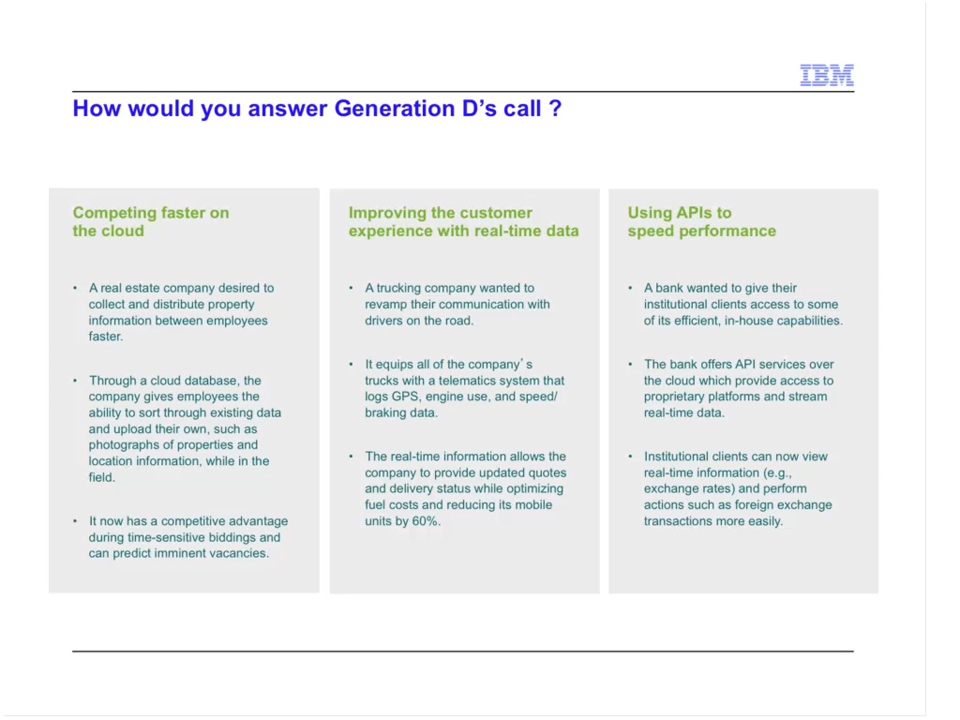 IBM
How would you answer Generation D’s call ?
Competing faster on
the cloud
• A real estate company desired to
collect and distribute property
information between employees
faster.
• Through a cloud database, the
company gives employees the
ability to sort through existing data
and upload their own, such as
photographs of properties and
location information, while in the
field.
• It now has a competitive advantage
during time-sensitive biddings and
can predict imminent vacancies.
Improving the customer
experience with real-time data
• A trucking company wanted to
revamp their communication with
drivers on the road.
• It equips all of the company’s
trucks with a telematics system that
logs GPS, engine use, and speed/
braking data.
• The real-time information allows the
company to provide updated quotes
and delivery status while optimizing
fuel costs and reducing its mobile
units by 60%.
Using APIs to
speed performance
• A bank wanted to give their
institutional clients access to some
of its efficient, in-house capabilities.
• The bank offers API services over
the cloud which provide access to
proprietary platforms and stream
real-time data.
• Institutional clients can now view
real-time information (e.g.,
exchange rates) and perform
actions such as foreign exchange
transactions more easily.